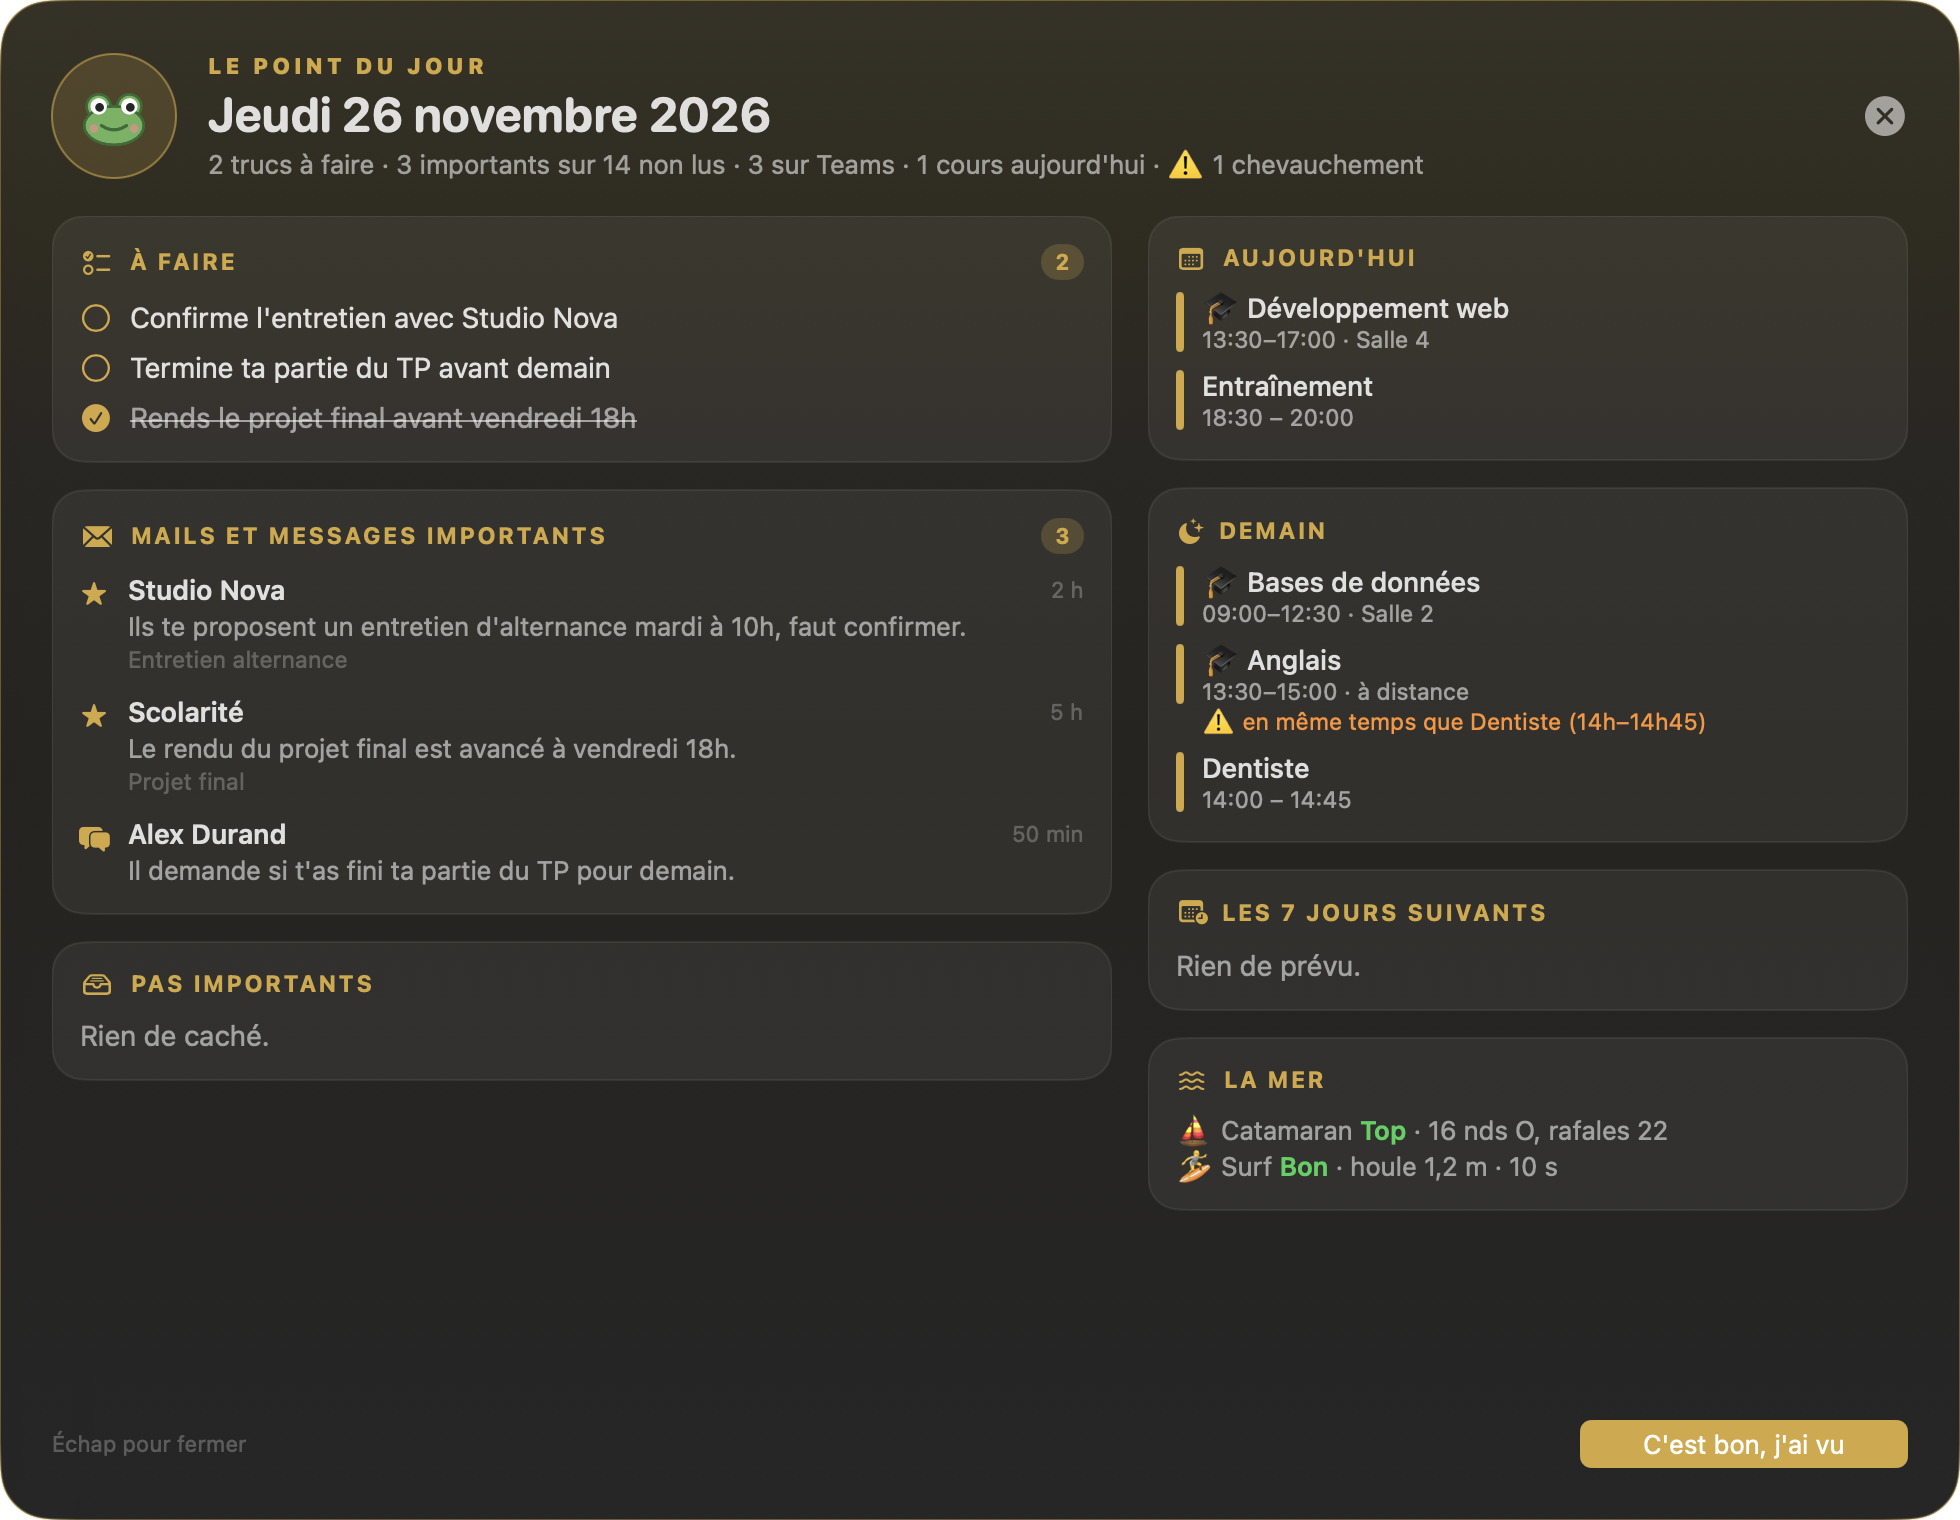 LE POINT DU JOUR
Jeudi 26 novembre 2026
2 trucs à faire · 3 importants sur 14 non lus · 3 sur Teams · 1 cours aujourd'hui · ⚠️ 1 chevauchement
À FAIRE
2
Confirme l'entretien avec Studio Nova
Termine ta partie du TP avant demain
Rends le projet final avant vendredi 18h
MAILS ET MESSAGES IMPORTANTS
3
Studio Nova
2 h
Ils te proposent un entretien d'alternance mardi à 10h, faut confirmer.
Entretien alternance
Scolarité
5 h
Le rendu du projet final est avancé à vendredi 18h.
Projet final
Alex Durand
50 min
Il demande si t'as fini ta partie du TP pour demain.
PAS IMPORTANTS
Rien de caché.
AUJOURD'HUI
🎓 Développement web
13:30–17:00 · Salle 4
Entraînement
18:30 – 20:00
DEMAIN
🎓 Bases de données
09:00–12:30 · Salle 2
🎓 Anglais
13:30–15:00 · à distance
⚠️ en même temps que Dentiste (14h–14h45)
Dentiste
14:00 – 14:45
LES 7 JOURS SUIVANTS
Rien de prévu.
LA MER
⛵ Catamaran Top · 16 nds O, rafales 22
🏄 Surf Bon · houle 1,2 m · 10 s
Échap pour fermer
C'est bon, j'ai vu